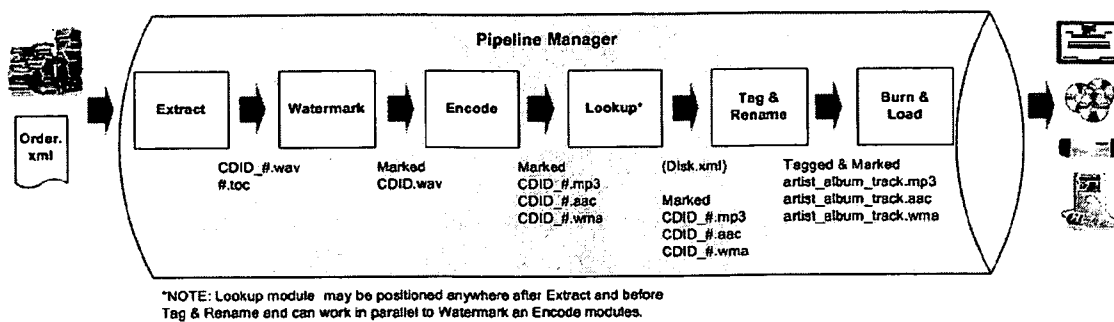 Pipeline Manager
Order.
xml
Extract
Watermark
Encode
Lookup*
Tag &
Rename
Burn &
Load
CDID_#.wav
#.toc
Marked
CDID.wav
Marked
CDID_#.mp3
CDID_#.aac
CDID_#.wma
{Disk.xml}
Marked
CDID_#.mp3
CDID_#.aac
CDID_#.wma
Tagged & Marked
artist_album_track.mp3
artist_album_track.aac
artist_album_track.wma
*NOTE: Lookup module may be positioned anywhere after Extract and before
Tag & Rename and can work in parallel to Watermark an Encode modules.